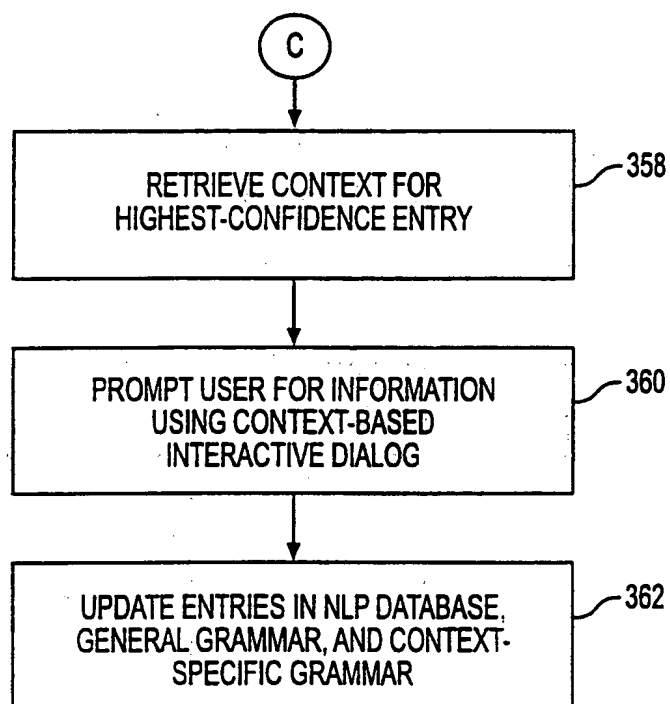 C
RETRIEVE CONTEXT FOR
HIGHEST-CONFIDENCE ENTRY
358
PROMPT USER FOR INFORMATION
USING CONTEXT-BASED
INTERACTIVE DIALOG
360
UPDATE ENTRIES IN NLP DATABASE,
GENERAL GRAMMAR, AND CONTEXT-
SPECIFIC GRAMMAR
362